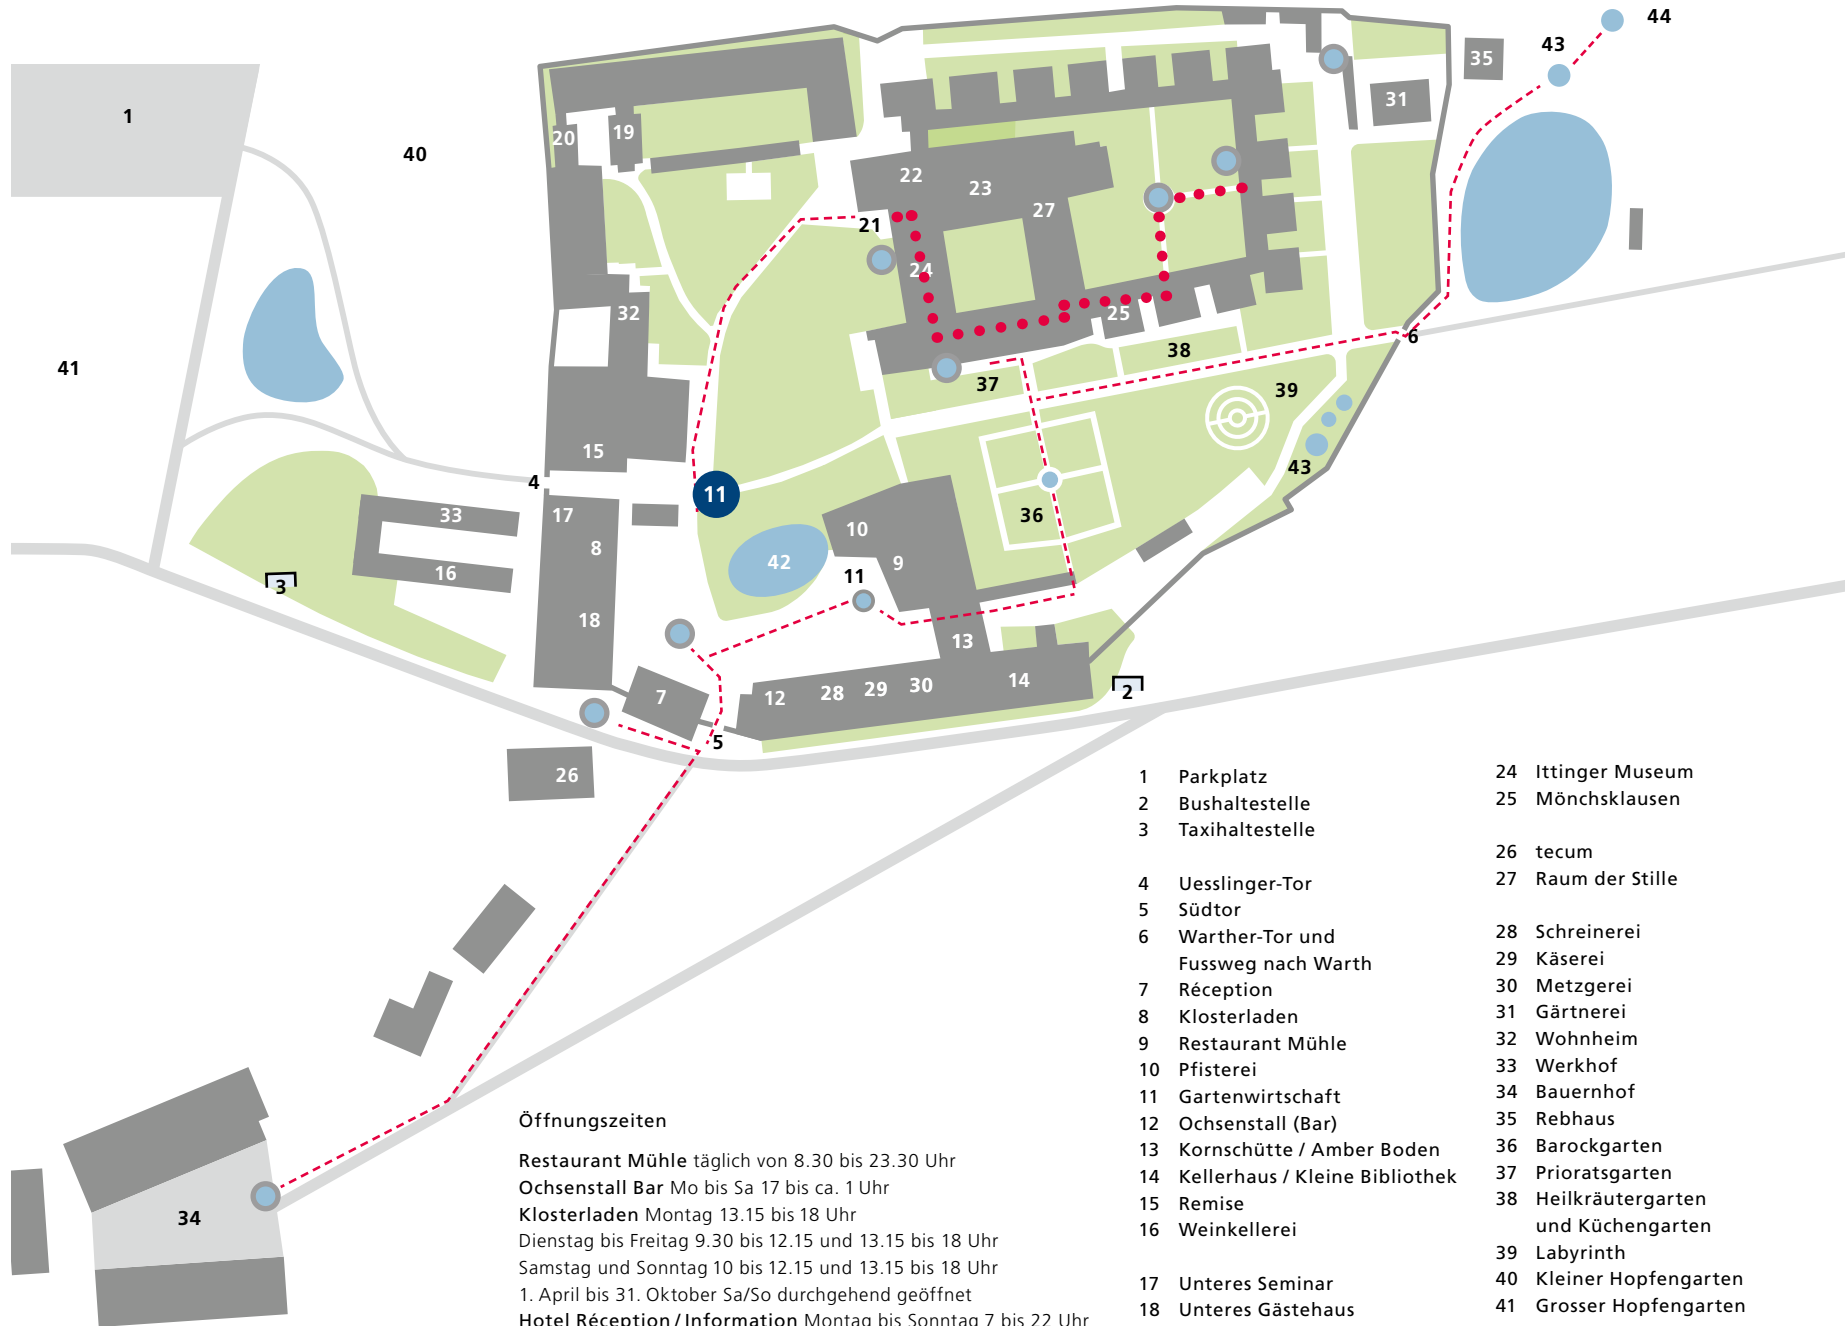 44
43
35
1
31
20
19
40
22
23
27
21
24
32
25
6
38
41
37
39
15
43
4
33
17
11
36
10
8
42
9
16
11
3
18
13
7
12
28
29
30
14
2
5
26
34
1 Parkplatz
2 Bushaltestelle
3 Taxihaltestelle
4 Uesslinger-Tor
5 Südtor
6 Warther-Tor und
Fussweg nach Warth
7 Réception
8 Klosterladen
9 Restaurant Mühle
10 Pfisterei
11 Gartenwirtschaft
12 Ochsenstall (Bar)
13 Kornschütte / Amber Boden
14 Kellerhaus / Kleine Bibliothek
15 Remise
16 Weinkellerei
17 Unteres Seminar
18 Unteres Gästehaus
24 Ittinger Museum
25 Mönchsklausen
26 tecum
27 Raum der Stille
28 Schreinerei
29 Käserei
30 Metzgerei
31 Gärtnerei
32 Wohnheim
33 Werkhof
34 Bauernhof
35 Rebhaus
36 Barockgarten
37 Prioratsgarten
38 Heilkräutergarten
und Küchengarten
39 Labyrinth
40 Kleiner Hopfengarten
41 Grosser Hopfengarten
Öffnungszeiten
Restaurant Mühle täglich von 8.30 bis 23.30 Uhr
Ochsenstall Bar Mo bis Sa 17 bis ca. 1 Uhr
Klosterladen Montag 13.15 bis 18 Uhr
Dienstag bis Freitag 9.30 bis 12.15 und 13.15 bis 18 Uhr
Samstag und Sonntag 10 bis 12.15 und 13.15 bis 18 Uhr
1. April bis 31. Oktober Sa/So durchgehend geöffnet
Hotel Réception / Information Montag bis Sonntag 7 bis 22 Uhr